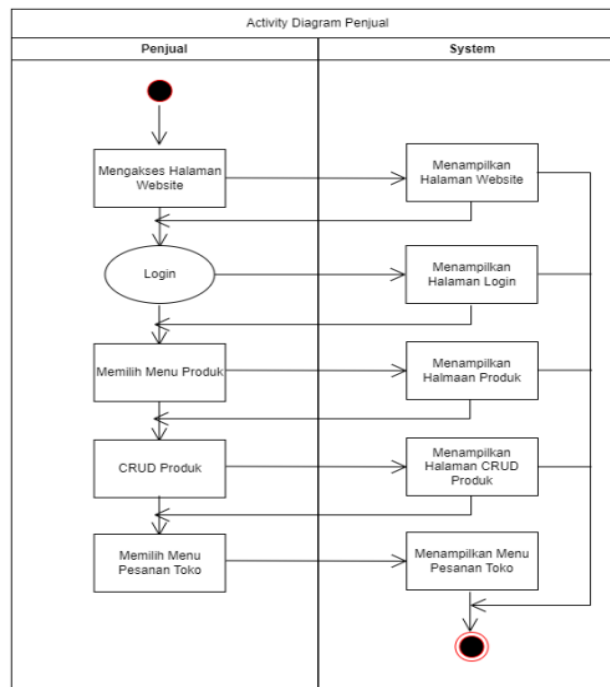 Activity Diagram Penjual
Penjual
System
Mengakses Halaman
Website
Menampilkan
Halaman Website
Login
Menampilkan
Halaman Login
Memilih Menu Produk
Menampilkan
Halmaan Produk
CRUD Produk
Menampilkan
Halaman CRUD
Produk
Memilih Menu
Pesanan Toko
Menampilkan Menu
Pesanan Toko